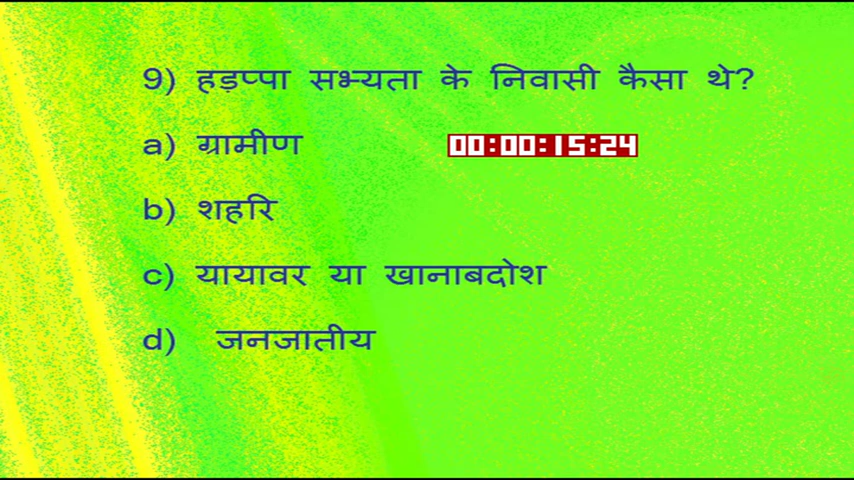 9) हड़प्पा सभ्यता के निवासी कैसा थे?
a) ग्रामीण
00:00:15:24
b) शहरि
c) यायावर या खानाबदोश
d) जनजातीय